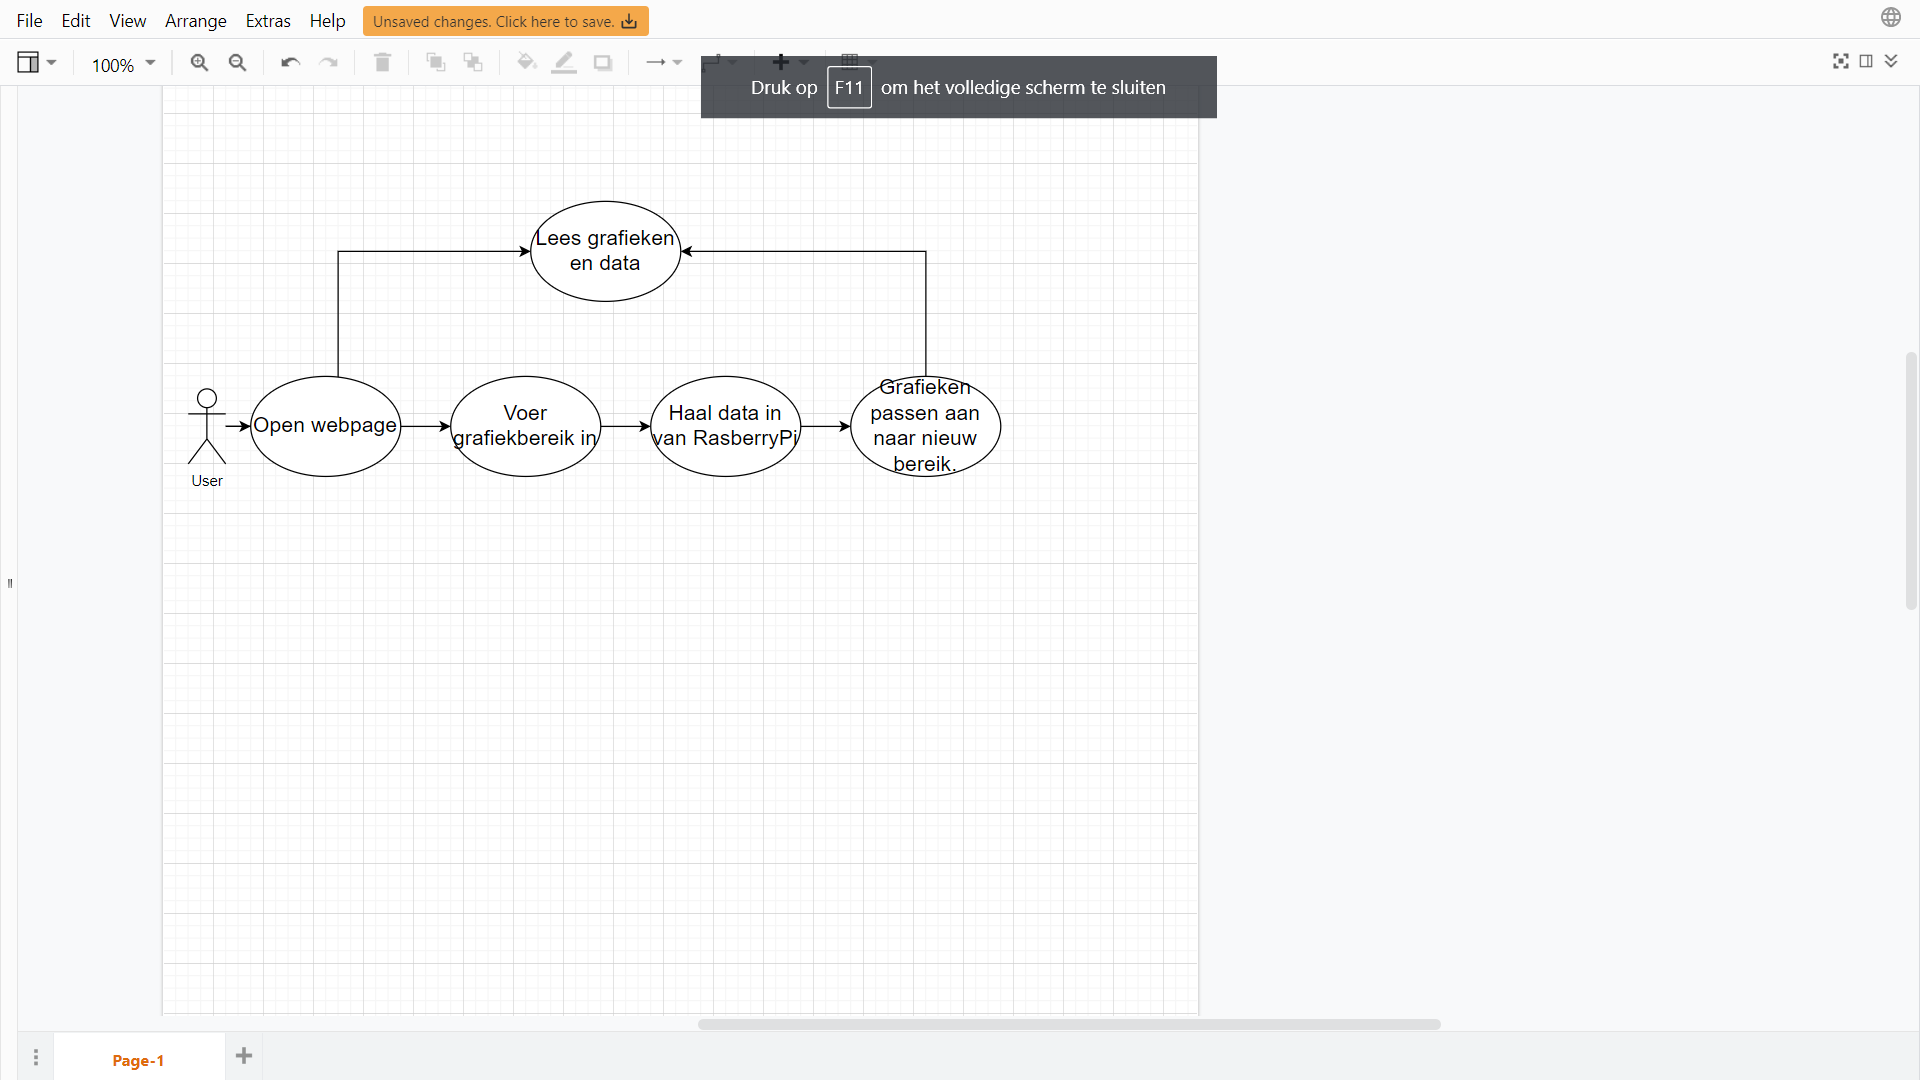 File Edit View Arrange Extras Help Unsaved changes. Click here to save.
100%
Druk op F11 om het volledige scherm te sluiten
Lees grafieken
en data
Open webpage
Voer
grafiekbereik in
Haal data in
van RasberryPi
Grafieken
passen aan
naar nieuw
bereik.
User
Page-1